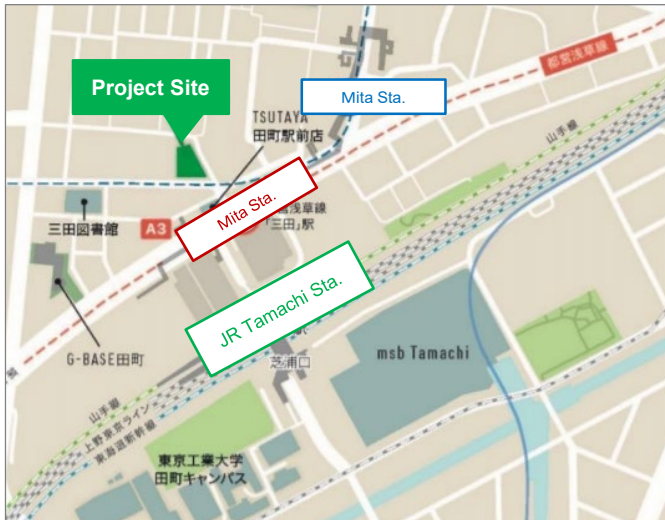 都営浅草線
Project Site
Mita Sta.
TSUTAYA
田町駅前店
山手線
三田図書館
A3
Mita Sta.
浅草線
「三田」駅
JR Tamachi Sta.
G-BASE田町
芝浦口
msb Tamachi
山手線
上野東京ライン
東海道新幹線
東京工業大学
田町キャンパス